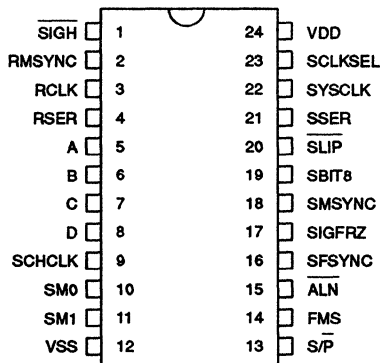 SIGH 1 24 VDD
RMSYNC 2 23 SCLKSEL
RCLK 3 22 SYSCLK
RSER 4 21 SSER
A 5 20 SLIP
B 6 19 SBIT8
C 7 18 SMSYNC
D 8 17 SIGFRZ
SCHCLK 9 16 SFSYNC
SM0 10 15 ALN
SM1 11 14 FMS
VSS 12 13 S/P